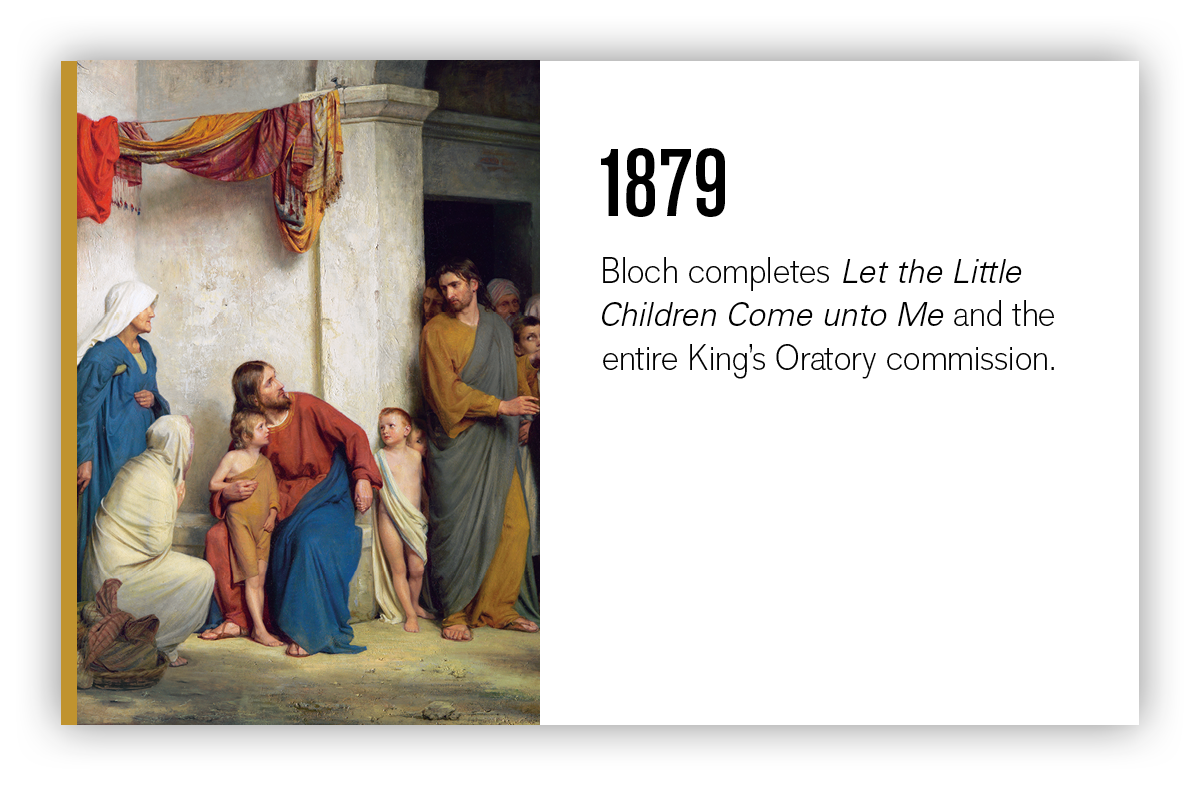 1879
Bloch completes Let the Little
Children Come unto Me and the
entire King’s Oratory commission.